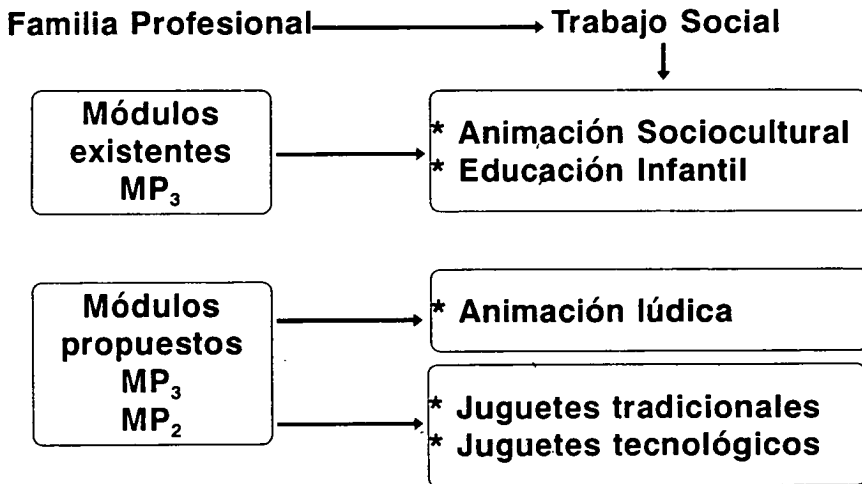 Familia Profesional Trabajo Social
Módulos
existentes
MP₃
* Animación Sociocultural
* Educación Infantil
Módulos
propuestos
MP₃
MP₂
* Animación lúdica
* Juguetes tradicionales
* Juguetes tecnológicos